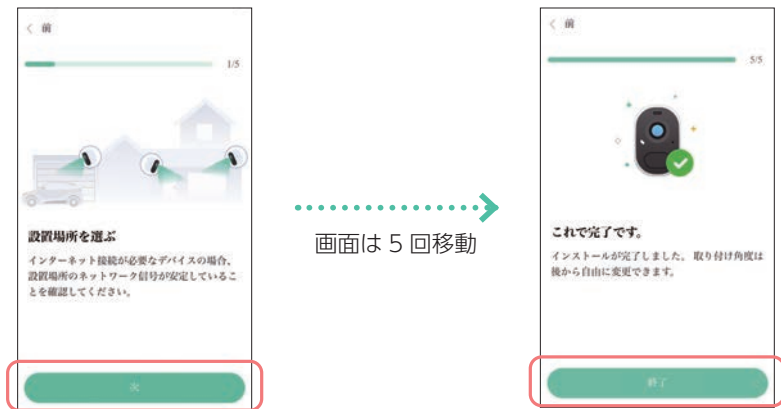 < 前
1/5
設置場所を選ぶ
インターネット接続が必要なデバイスの場合、
設置場所のネットワーク信号が安定しているこ
とを確認してください。
次
画面は 5 回移動
< 前
5/5
これで完了です。
インストールが完了しました。 取り付け角度は
後から自由に変更できます。
終了